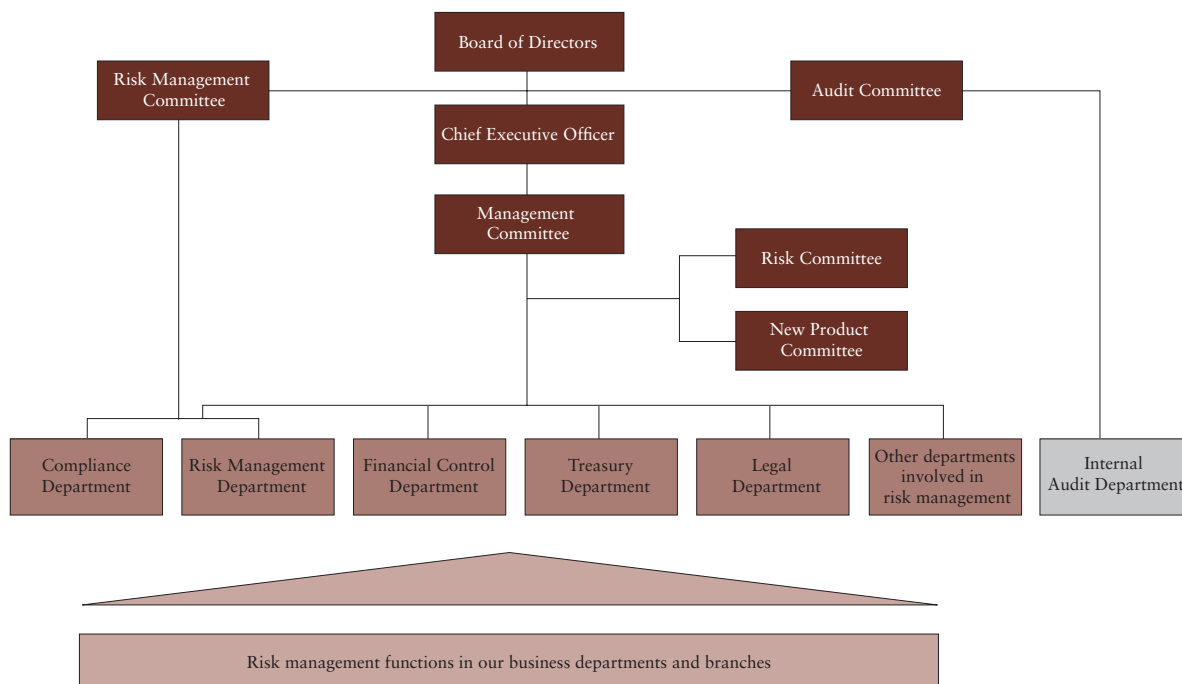 Board of Directors
Risk Management
Committee
Audit Committee
Chief Executive Officer
Management
Committee
Risk Committee
New Product
Committee
Compliance
Department
Risk Management
Department
Financial Control
Department
Treasury
Department
Legal
Department
Other departments
involved in
risk management
Internal
Audit Department
Risk management functions in our business departments and branches